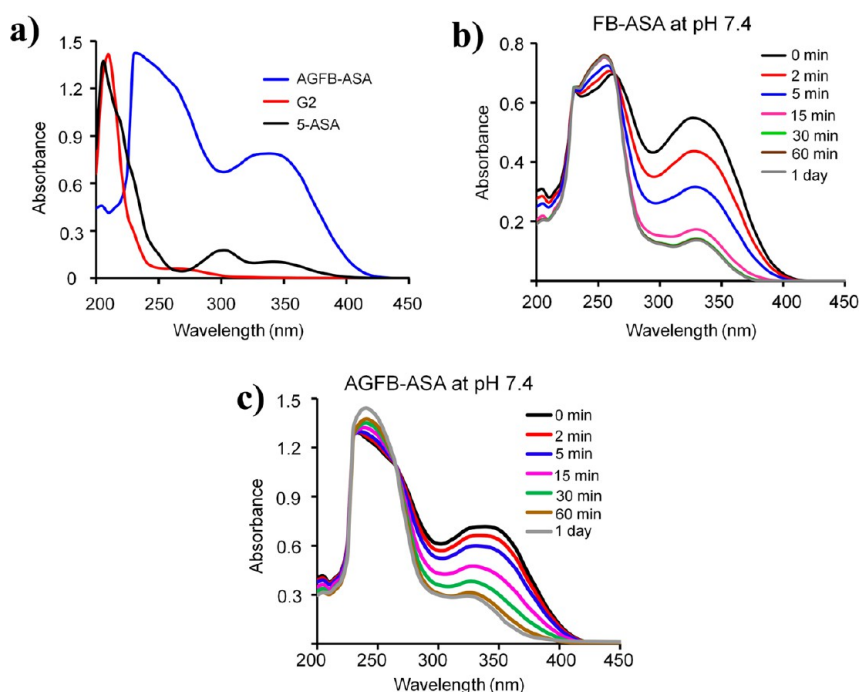 a)
1.5
1.2
0.9
0.6
0.3
0
Absorbance
200 250 300 350 400 450
Wavelength (nm)
AGFB-ASA
G2
5-ASA
b)
FB-ASA at pH 7.4
0.8
0.6
0.4
0.2
Absorbance
200 250 300 350 400 450
Wavelength (nm)
0 min
2 min
5 min
15 min
30 min
60 min
1 day
c)
AGFB-ASA at pH 7.4
1.5
1.2
0.9
0.6
0.3
Absorbance
200 250 300 350 400 450
Wavelength (nm)
0 min
2 min
5 min
15 min
30 min
60 min
1 day